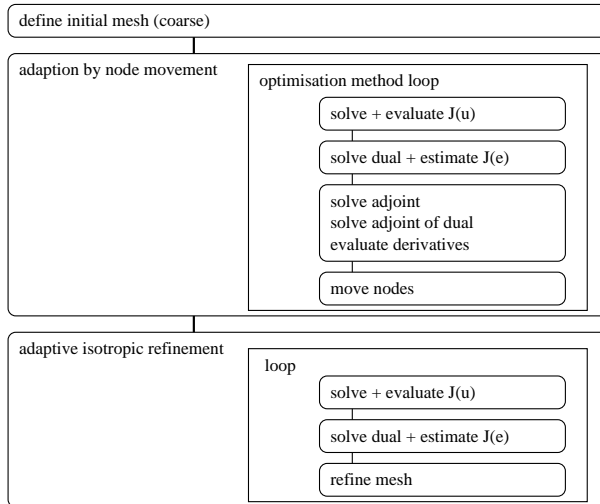 define initial mesh (coarse)
adaption by node movement
optimisation method loop
solve + evaluate J(u)
solve dual + estimate J(e)
solve adjoint
solve adjoint of dual
evaluate derivatives
move nodes
adaptive isotropic refinement
loop
solve + evaluate J(u)
solve dual + estimate J(e)
refine mesh